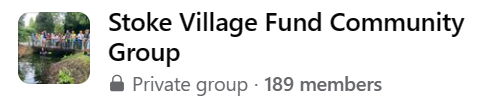 Stoke Village Fund Community
Group
Private group · 189 members